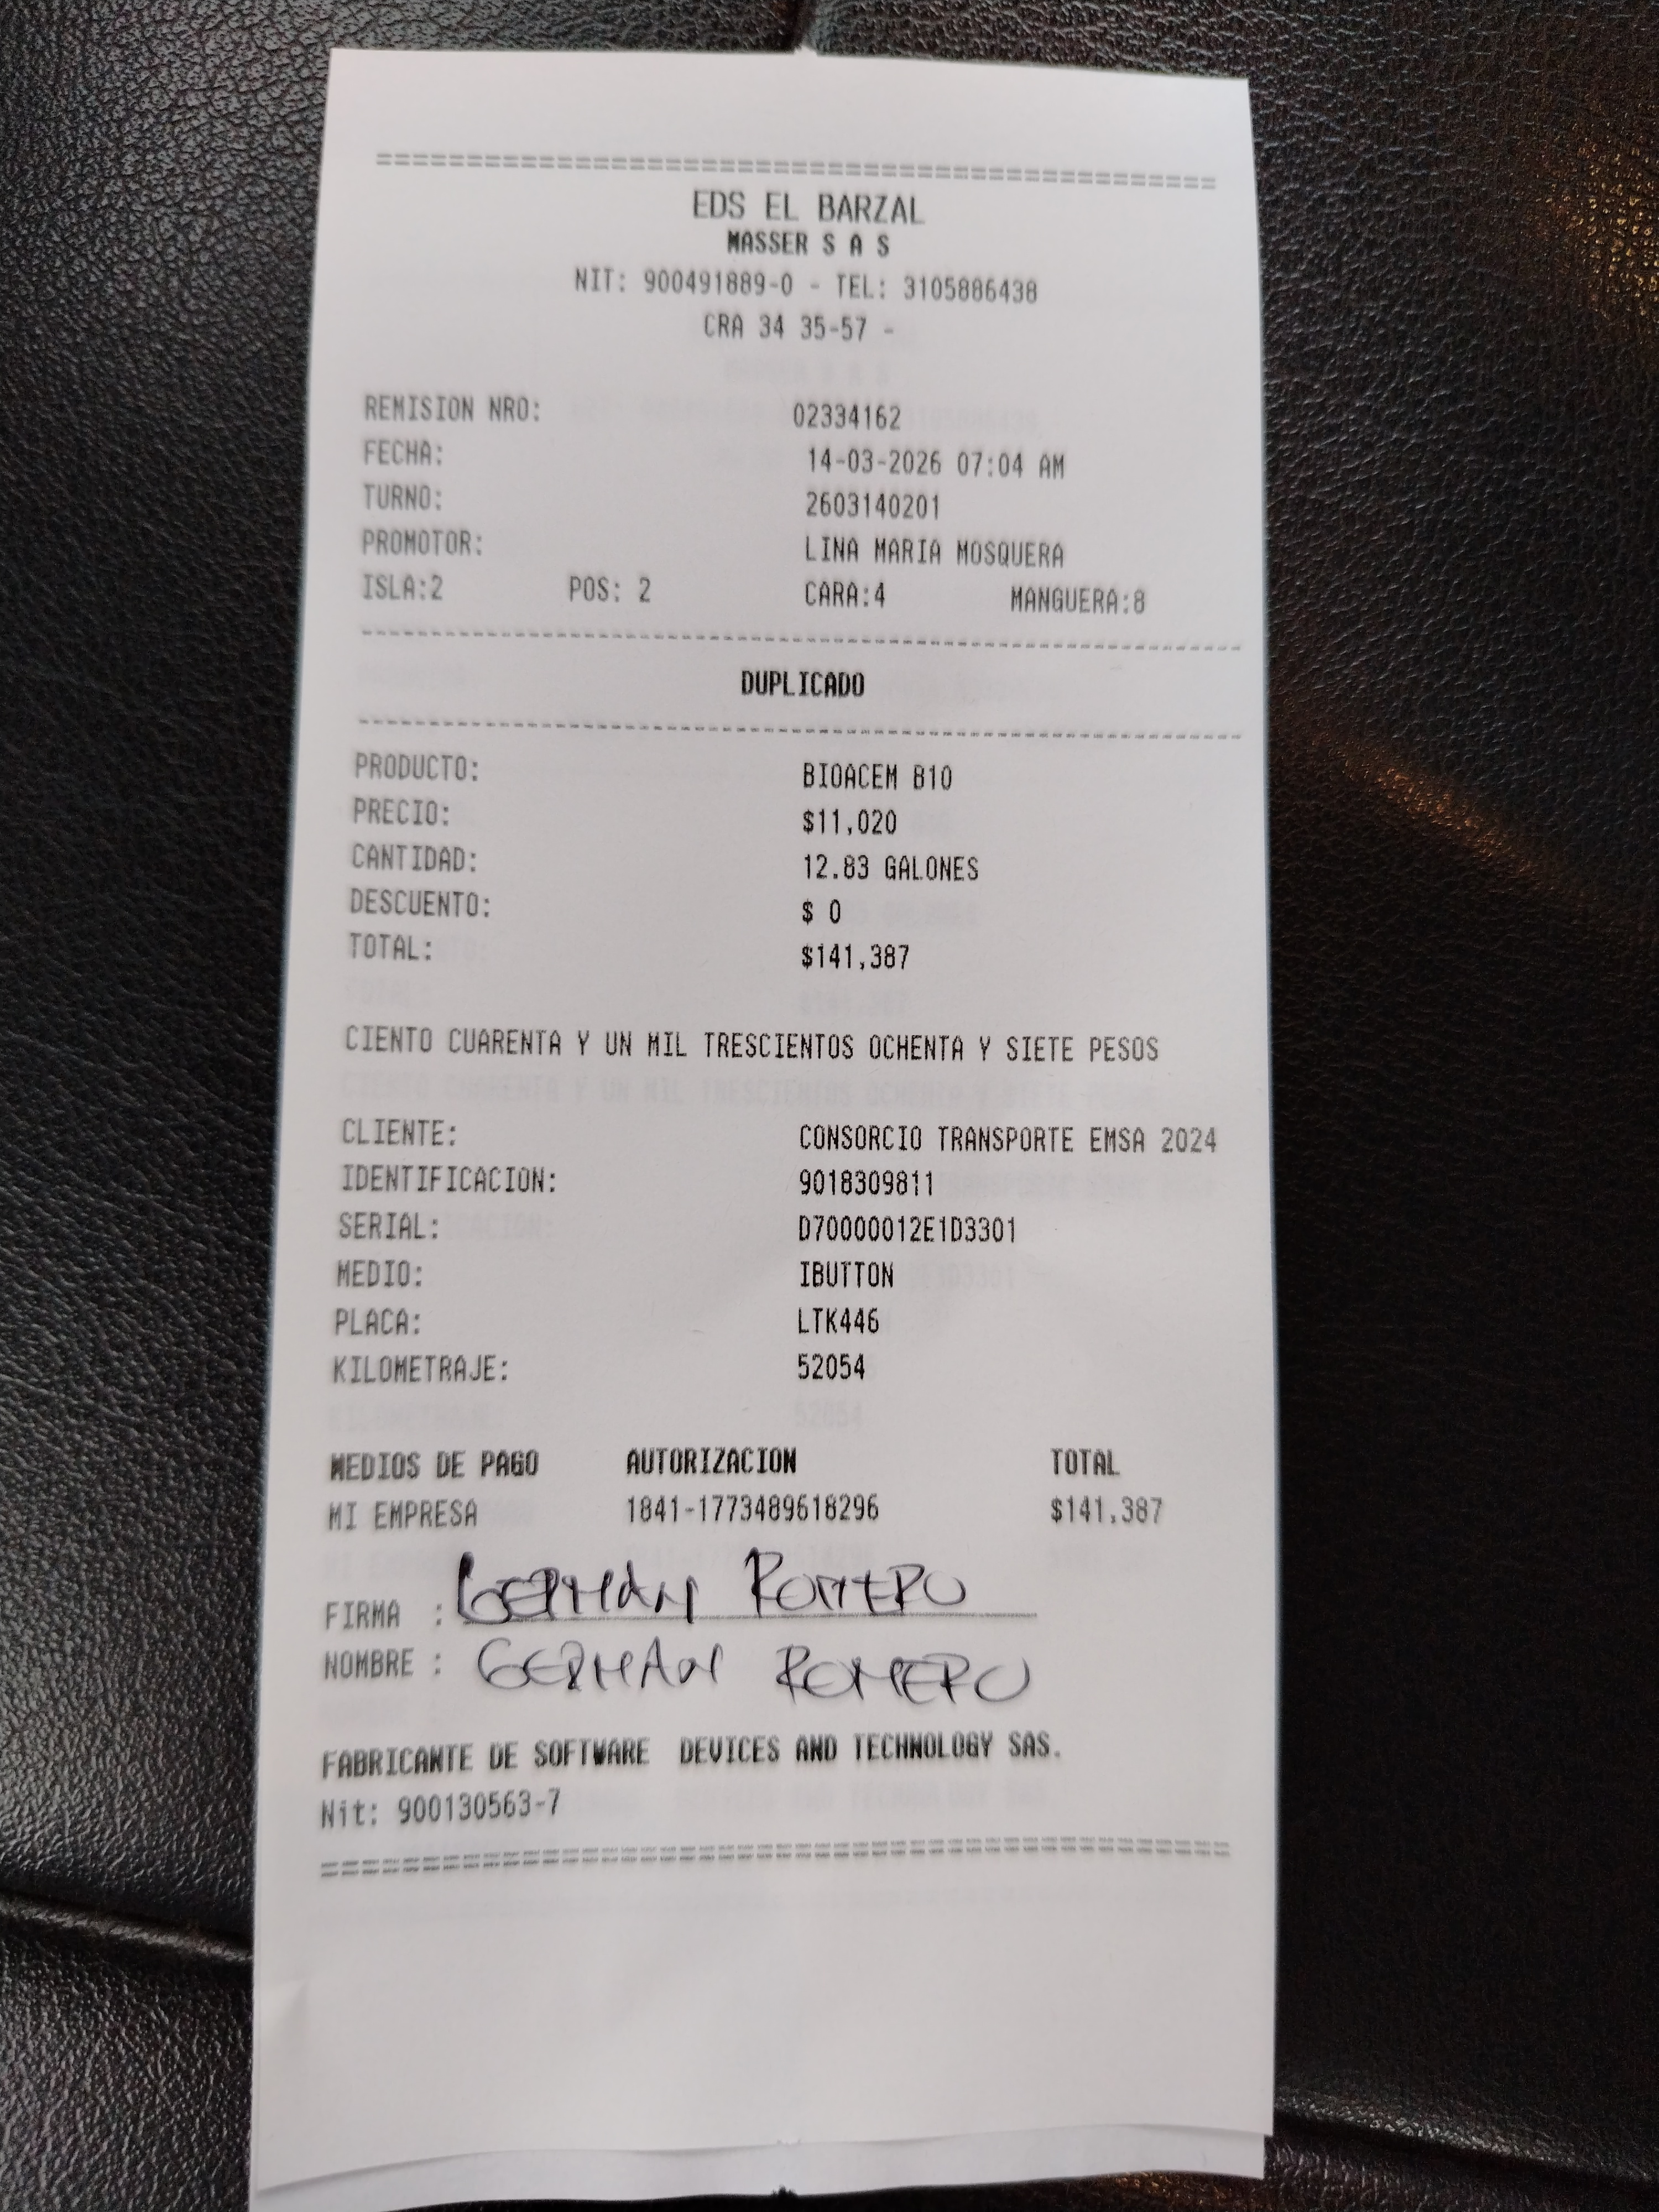 ================================================
EDS EL BARZAL
MASSER S A S
NIT: 900491889-0 - TEL: 3105886438
CRA 34 35-57 -
REMISION NRO: 02334162
FECHA: 14-03-2026 07:04 AM
TURNO: 2603140201
PROMOTOR: LINA MARIA MOSQUERA
ISLA:2 POS: 2 CARA:4 MANGUERA:8
------------------------------------------------
DUPLICADO
------------------------------------------------
PRODUCTO: BIOACEM B10
PRECIO: $11,020
CANTIDAD: 12.83 GALONES
DESCUENTO: $ 0
TOTAL: $141,387
CIENTO CUARENTA Y UN MIL TRESCIENTOS OCHENTA Y SIETE PESOS
CLIENTE: CONSORCIO TRANSPORTE EMSA 2024
IDENTIFICACION: 9018309811
SERIAL: D70000012E1D3301
MEDIO: IBUTTON
PLACA: LTK446
KILOMETRAJE: 52054
MEDIOS DE PAGO AUTORIZACION TOTAL
MI EMPRESA 1841-1773489618296 $141,387
FIRMA : GERMAN ROMERO
NOMBRE : GERMAN ROMERO
FABRICANTE DE SOFTWARE DEVICES AND TECHNOLOGY SAS.
Nit: 900130563-7
================================================